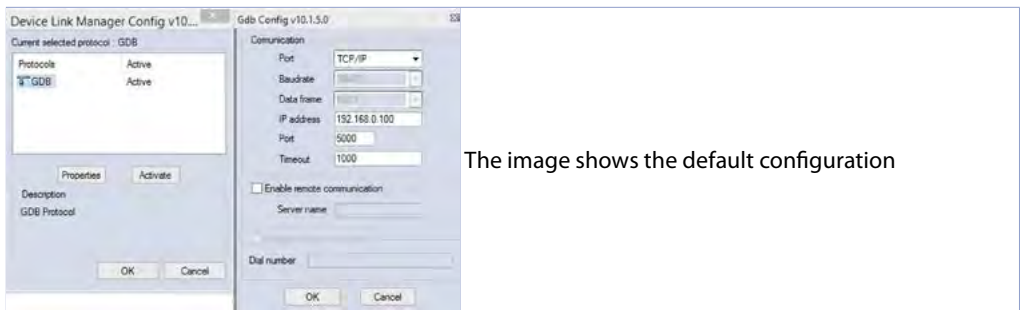 Device Link Manager Config v10....
Current selected protocol : GDB
Protocols Active
GDB Active
Properties Activate
Description
GDB Protocol
OK Cancel
Gdb Config v10.1.5.0
Comunication
Port TCP/IP
Baudrate
Data frame
IP address 192.168.0.100
Port 5000
Timeout 1000
Enable remote communication
Server name
Dial number
OK Cancel
The image shows the default configuration